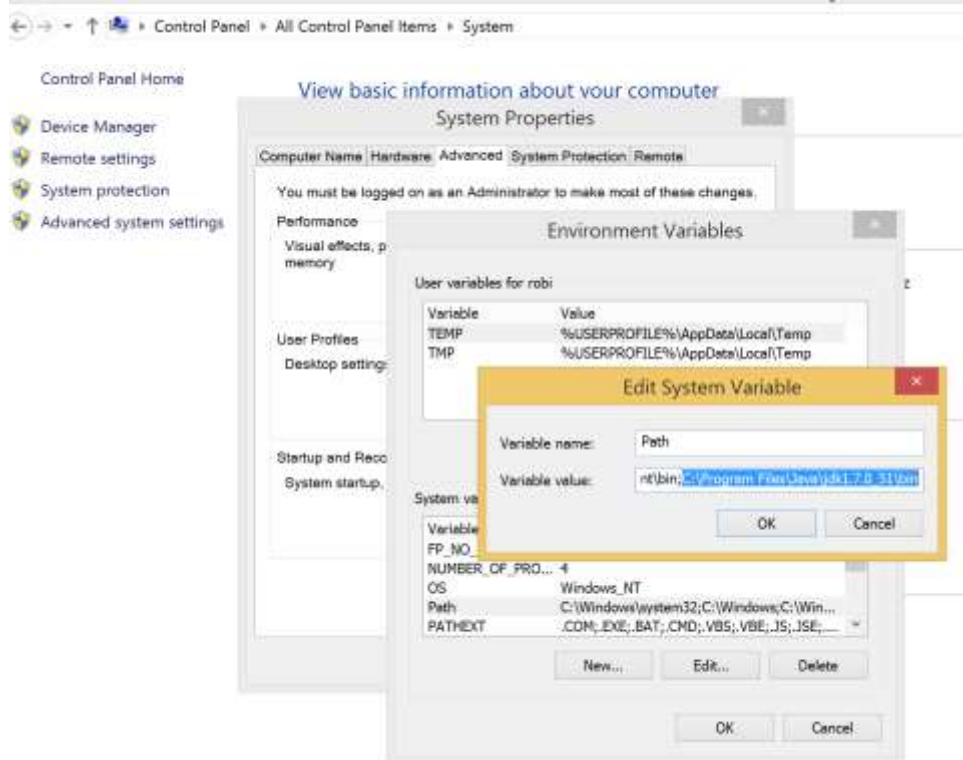 Control Panel All Control Panel Items System
Control Panel Home
Device Manager
Remote settings
System protection
Advanced system settings
View basic information about your computer
System Properties
Computer Name Hardware Advanced System Protection Remote
You must be logged on as an Administrator to make most of these changes.
Performance
Visual effects, p
memory
User Profiles
Desktop setting
Startup and Reco
System startup,
Environment Variables
User variables for robi
Variable Value
TEMP %USERPROFILE%\AppData\Local\Temp
TMP %USERPROFILE%\AppData\Local\Temp
Edit System Variable
Variable name: Path
Variable value: nt\bin;C:\Program Files\Java\jdk1.7.0_51\bin
OK Cancel
System va
Variable
FP_NO_
NUMBER_OF_PRO... 4
OS Windows_NT
Path C:\Windows\system32;C:\Windows;C:\Win...
PATHEXT .COM;.EXE;.BAT;.CMD;.VBS;.VBE;.JS;.JSE;....
New... Edit... Delete
OK Cancel